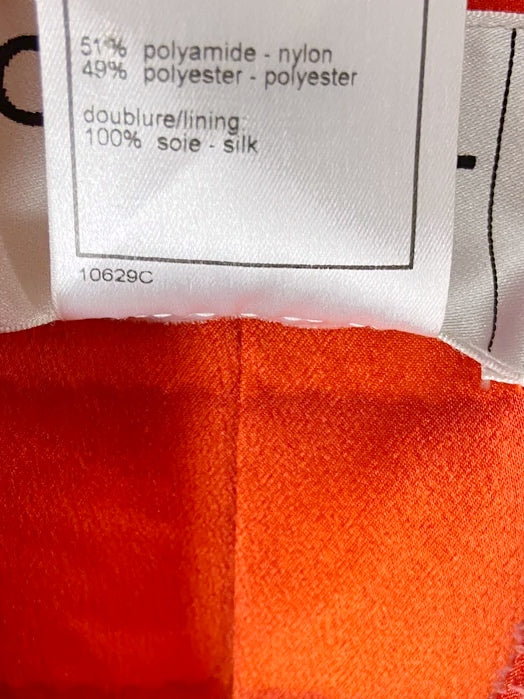 51% polyamide - nylon
49% polyester - polyester
doublure/lining
100% soie - silk
10629C